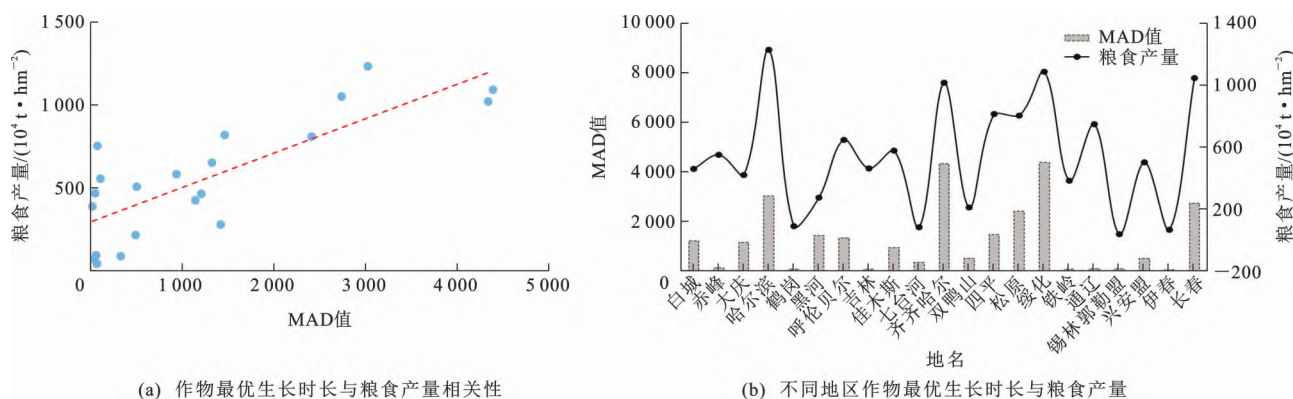 1 500
1 000
500
0
1 000
2 000
3 000
4 000
5 000
粮食产量/(10⁴ t·hm⁻²)
MAD值
(a) 作物最优生长时长与粮食产量相关性
10 000
8 000
6 000
4 000
2 000
0
MAD值
MAD值
粮食产量
1 400
1 000
600
200
-200
粮食产量/(10⁴ t·hm⁻²)
白城
赤峰
大庆
哈尔滨
鹤岗
黑河
呼伦贝尔
吉林
佳木斯
七台河
齐齐哈尔
双鸭山
四平
松原
绥化
铁岭
通辽
锡林郭勒盟
兴安盟
伊春
长春
地名
(b) 不同地区作物最优生长时长与粮食产量